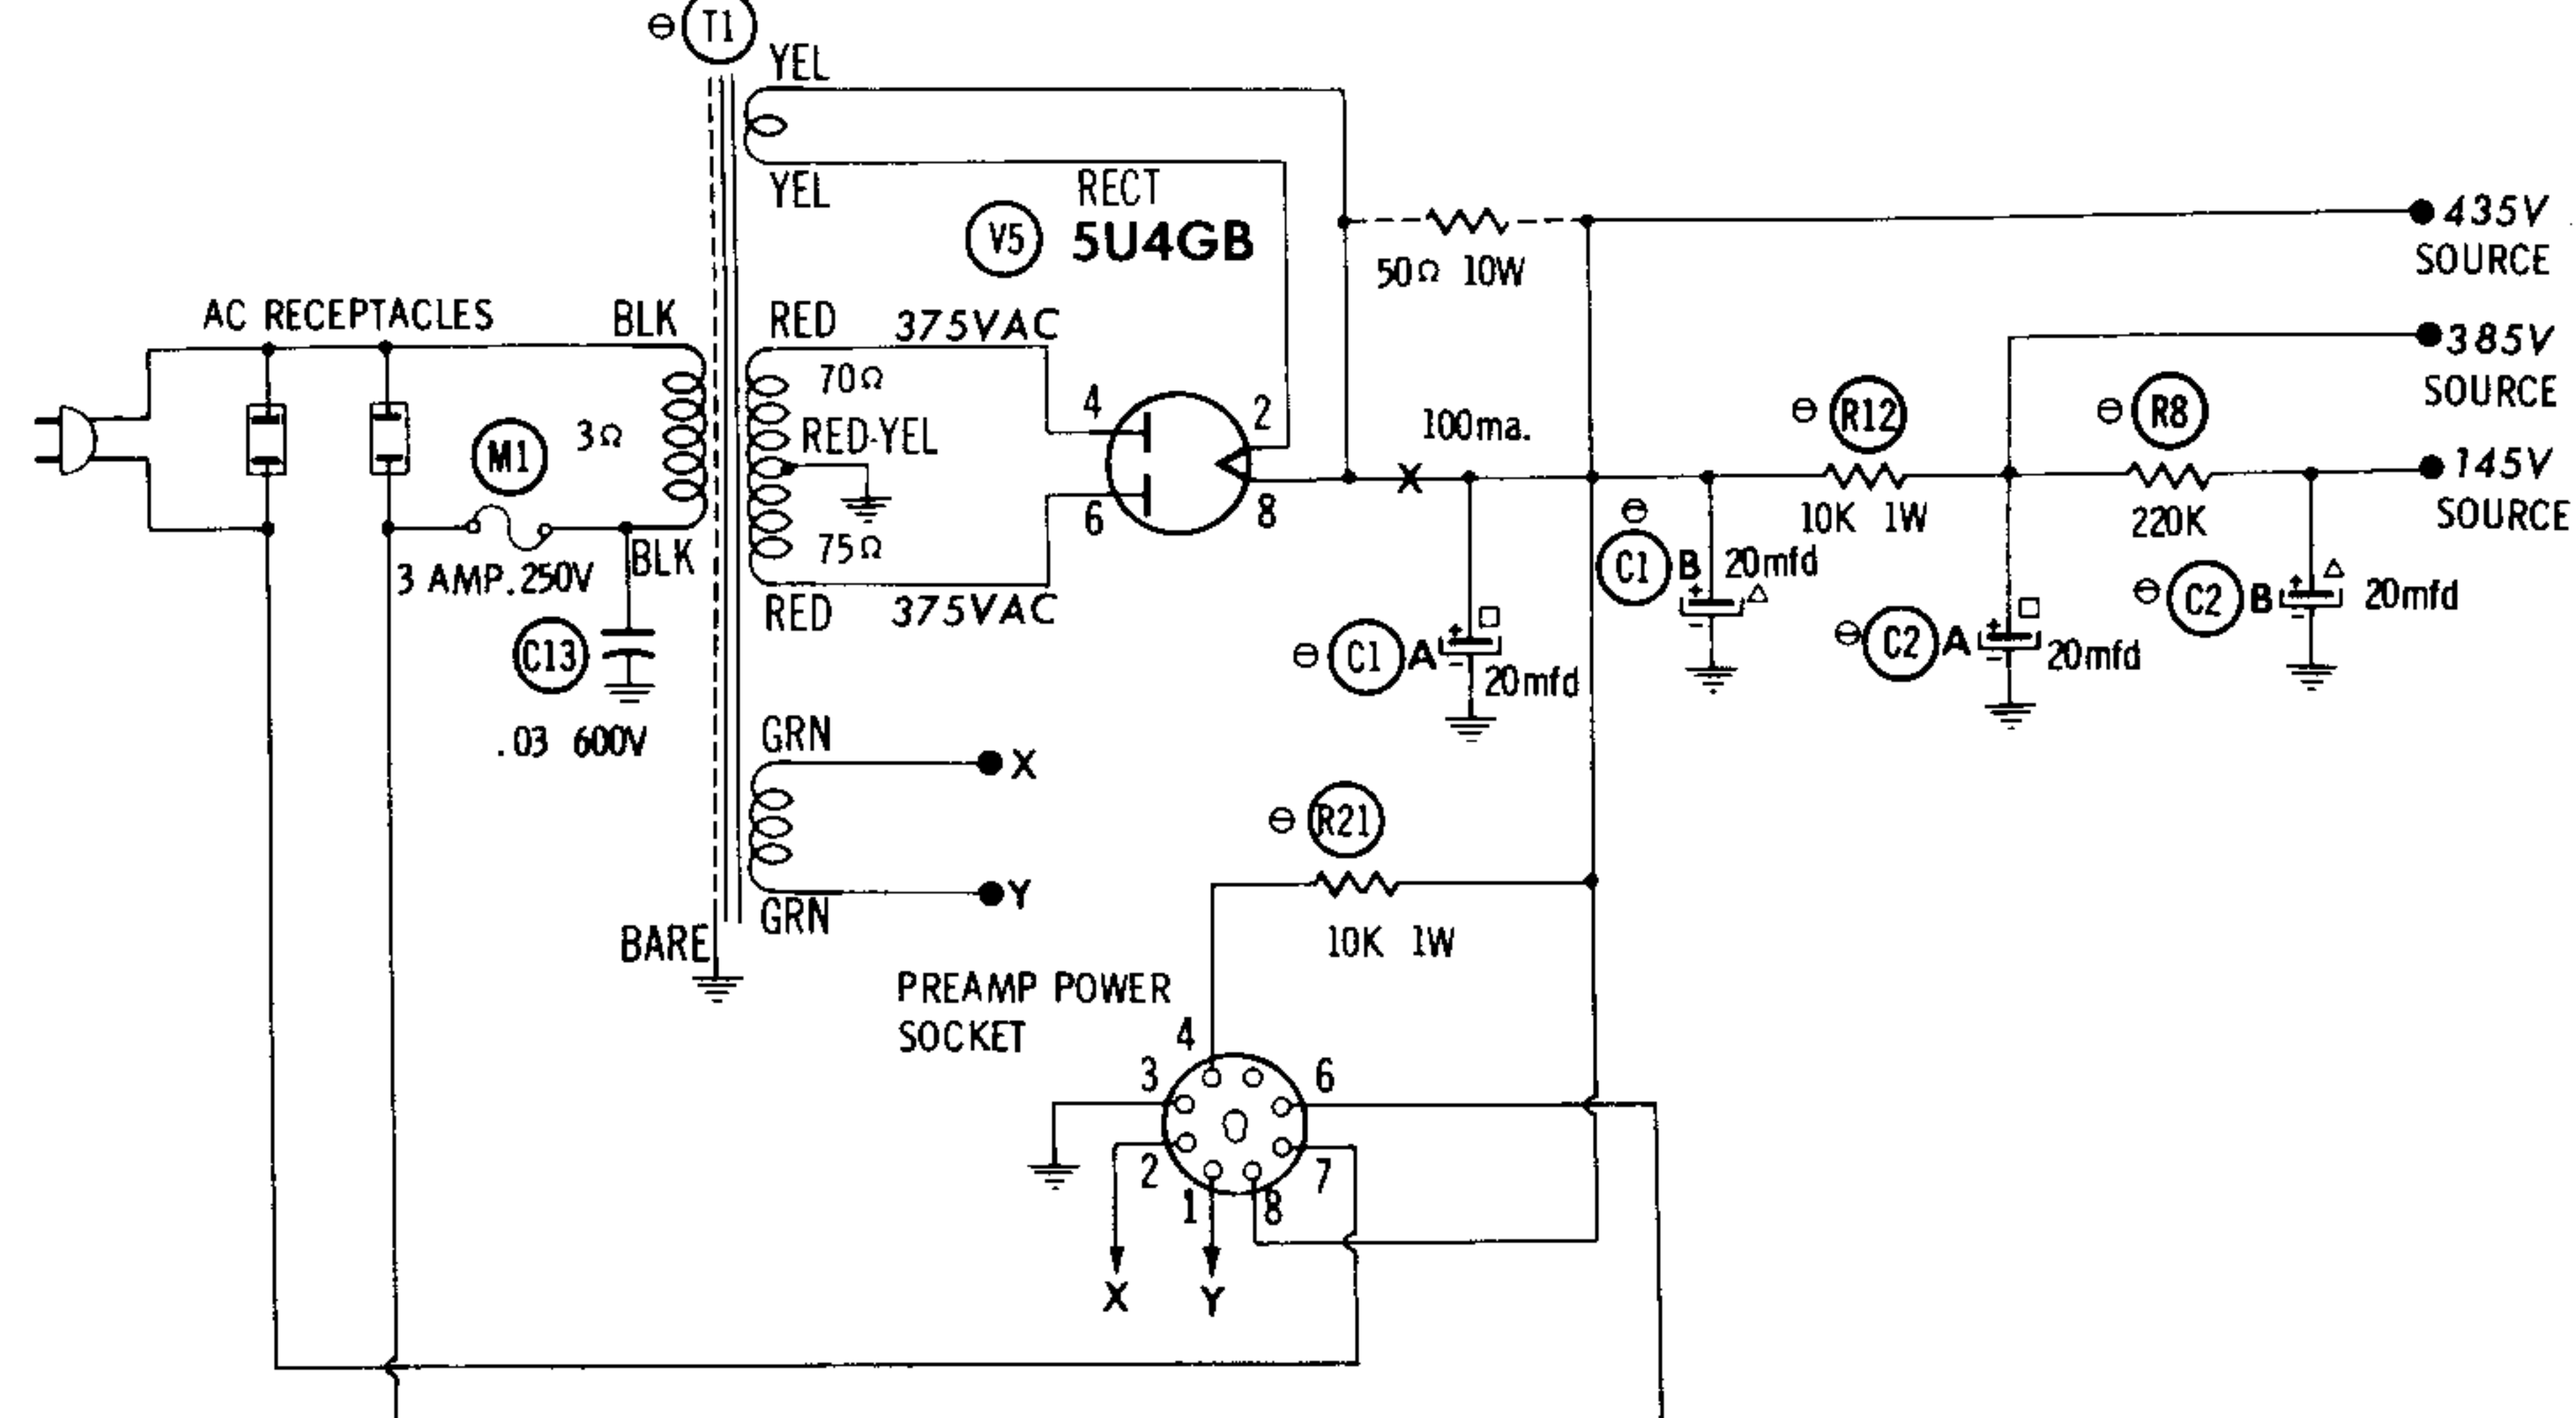 T1
YEL
YEL
RECT
V5 5U4GB
435V
SOURCE
50Ω 10W
AC RECEPTACLES
BLK
RED
375VAC
385V
SOURCE
70Ω
RED-YEL
4
2
100ma.
R12
R8
M1
3Ω
145V
SOURCE
X
6
8
10K 1W
220K
75Ω
BLK
3 AMP. 250V
RED
375VAC
C1 B 20mfd
+
-
C2 B 20mfd
+
-
C1 A 20mfd
+
-
C2 A 20mfd
+
-
C13
.03 600V
GRN
X
Y
GRN
R21
10K 1W
BARE
PREAMP POWER
SOCKET
4
3
6
2
7
1
8
X
Y